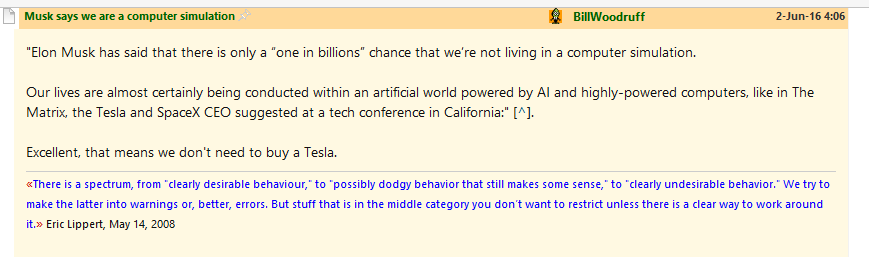 Musk says we are a computer simulation BillWoodruff 2-Jun-16 4:06
"Elon Musk has said that there is only a “one in billions” chance that we’re not living in a computer simulation.
Our lives are almost certainly being conducted within an artificial world powered by AI and highly-powered computers, like in The
Matrix, the Tesla and SpaceX CEO suggested at a tech conference in California:" [^].
Excellent, that means we don't need to buy a Tesla.
«There is a spectrum, from "clearly desirable behaviour," to "possibly dodgy behavior that still makes some sense," to "clearly undesirable behavior." We try to
make the latter into warnings or, better, errors. But stuff that is in the middle category you don't want to restrict unless there is a clear way to work around
it.» Eric Lippert, May 14, 2008